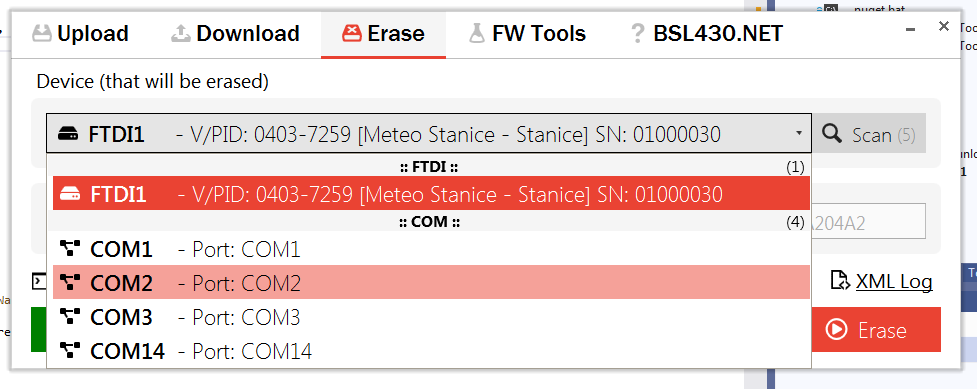 nuget.bat
Upload Download Erase FW Tools ? BSL430.NET
Device (that will be erased)
FTDI1 - V/PID: 0403-7259 [Meteo Stanice - Stanice] SN: 01000030 Scan (5)
:: FTDI :: (1)
FTDI1 - V/PID: 0403-7259 [Meteo Stanice - Stanice] SN: 01000030
:: COM :: (4)
A204A2
COM1 - Port: COM1
COM2 - Port: COM2
XML Log
COM3 - Port: COM3
Erase
COM14 - Port: COM14